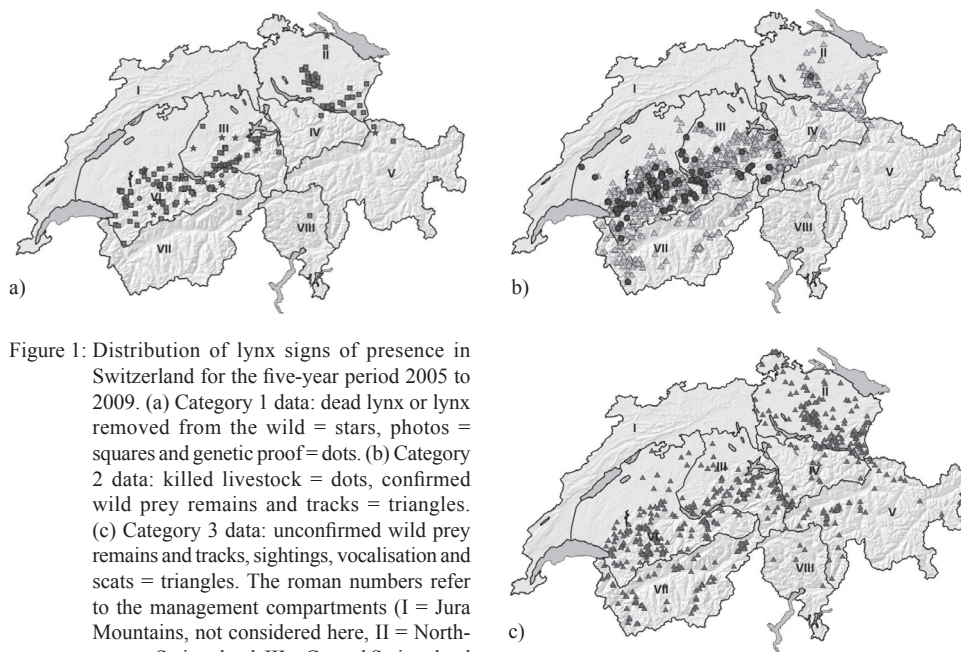 I
II
III
IV
V
VI
VII
VIII
a)
I
II
III
IV
V
VI
VII
VIII
b)
Figure 1: Distribution of lynx signs of presence in
Switzerland for the five-year period 2005 to
2009. (a) Category 1 data: dead lynx or lynx
removed from the wild = stars, photos =
squares and genetic proof = dots. (b) Category
2 data: killed livestock = dots, confirmed
wild prey remains and tracks = triangles.
(c) Category 3 data: unconfirmed wild prey
remains and tracks, sightings, vocalisation and
scats = triangles. The roman numbers refer
to the management compartments (I = Jura
Mountains, not considered here, II = North-
I
II
III
IV
V
VI
VII
VIII
c)